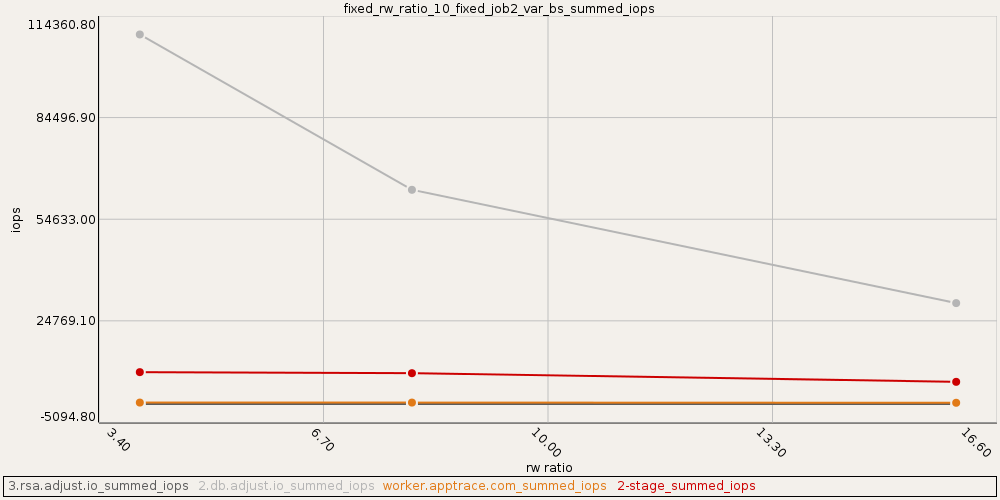 fixed_rw_ratio_10_fixed_job2_var_bs_summed_iops
114360.80
84496.90
54633.00
24769.10
-5094.80
iops
3.40
6.70
10.00
13.30
16.60
rw ratio
3.rsa.adjust.io_summed_iops 2.db.adjust.io_summed_iops worker.apptrace.com_summed_iops 2-stage_summed_iops